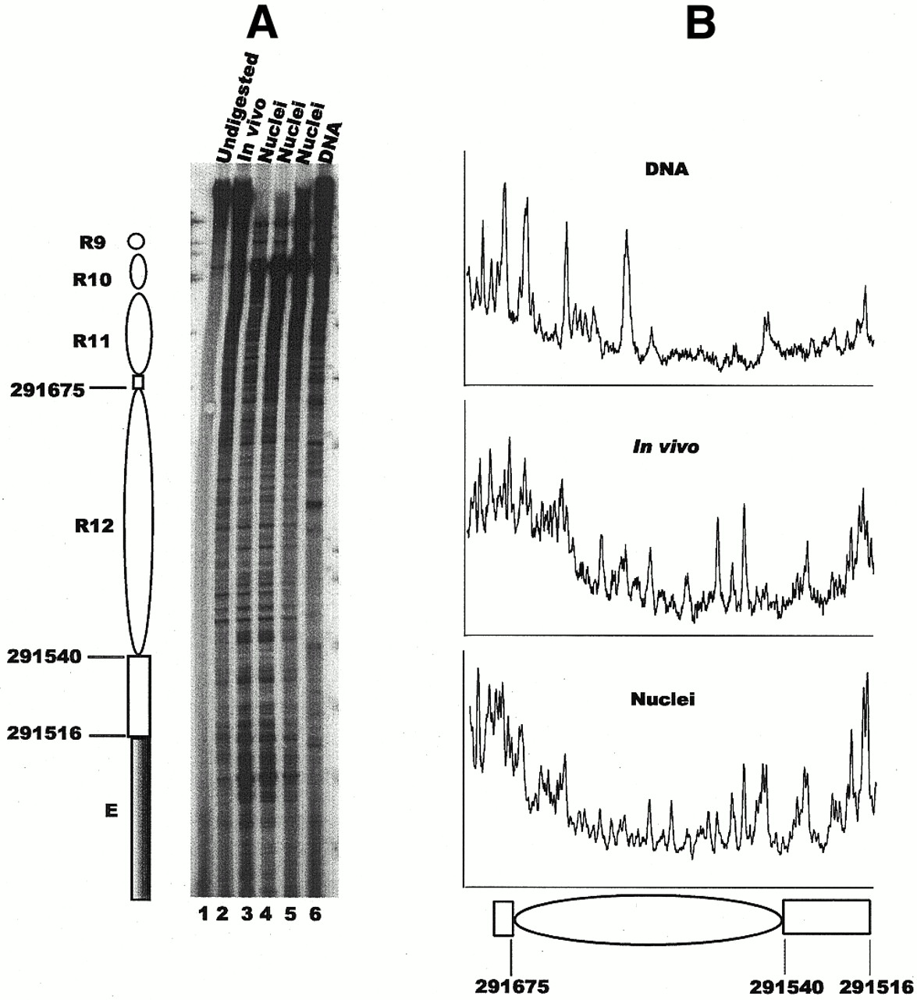 A
B
Undigested
In vivo
Nuclei
Nuclei
Nuclei
DNA
R9
R10
R11
291675
R12
291540
291516
E
1 2 3 4 5 6
DNA
In vivo
Nuclei
291675
291540
291516